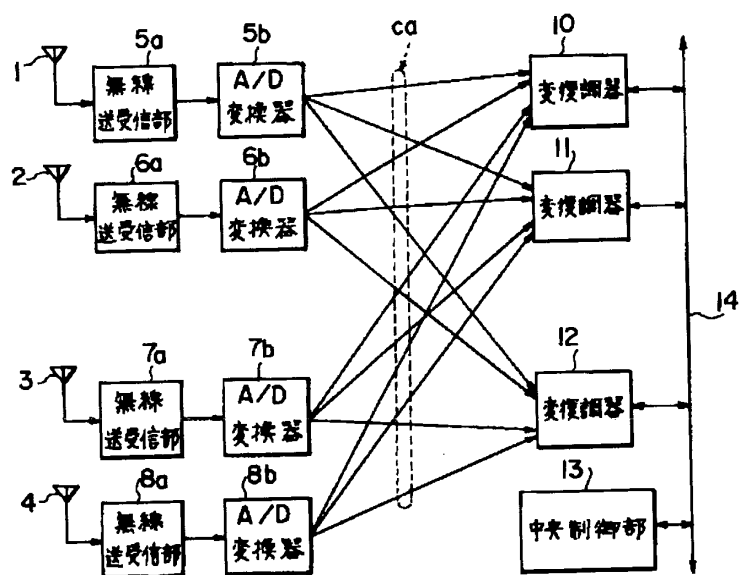 ca
1
5a
無線
送受信部
5b
A/D
変換器
10
変復調器
2
6a
無線
送受信部
6b
A/D
変換器
11
変復調器
14
3
7a
無線
送受信部
7b
A/D
変換器
12
変復調器
4
8a
無線
送受信部
8b
A/D
変換器
13
中央制御部